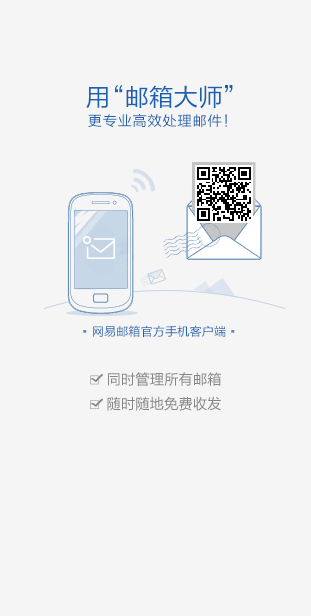 用“邮箱大师”
更专业高效处理邮件！
▪ 网易邮箱官方手机客户端 ▪
同时管理所有邮箱
随时随地免费收发